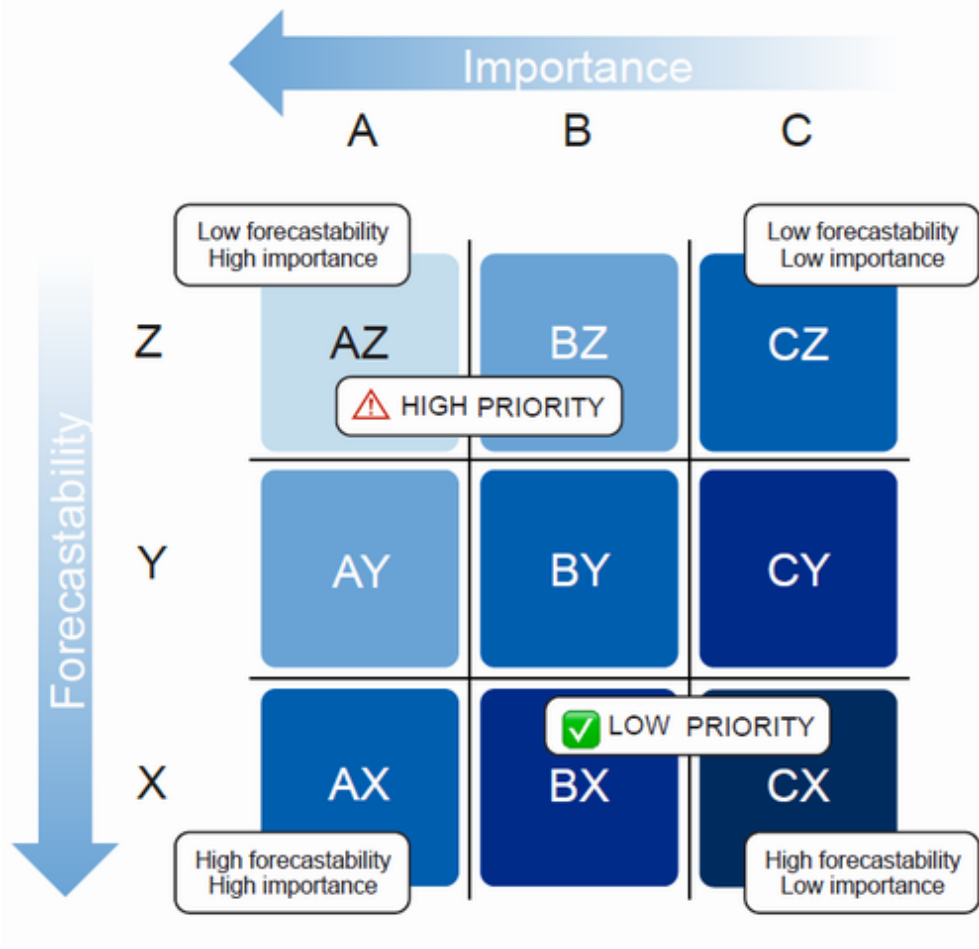 Importance
A
B
C
Low forecastability
High importance
Low forecastability
Low importance
Forecastability
Z
AZ
BZ
CZ
HIGH PRIORITY
Y
AY
BY
CY
LOW PRIORITY
X
AX
BX
CX
High forecastability
High importance
High forecastability
Low importance